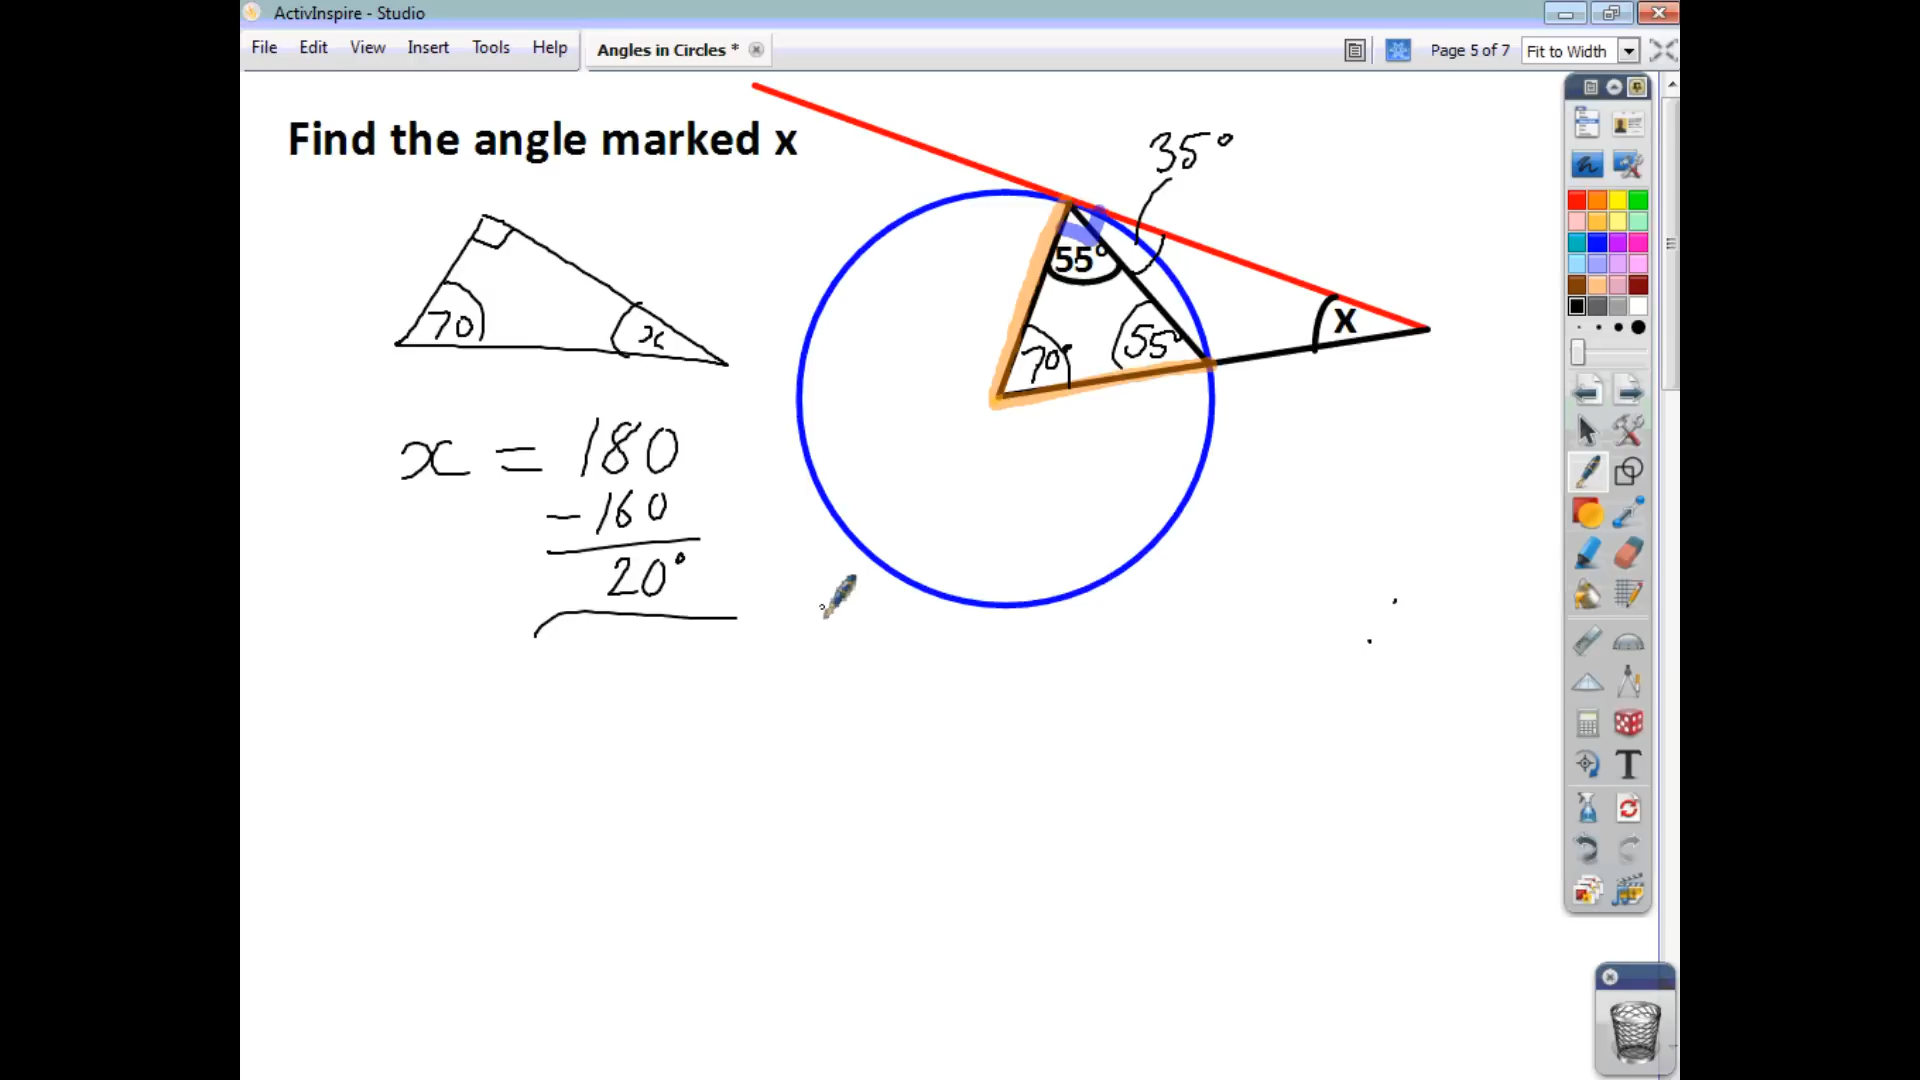 ActivInspire - Studio
File Edit View Insert Tools Help
Angles in Circles *
Page 5 of 7
Fit to Width
Find the angle marked x
35°
55°
x
70°
55°
70
x
x = 180
- 160
20°
T